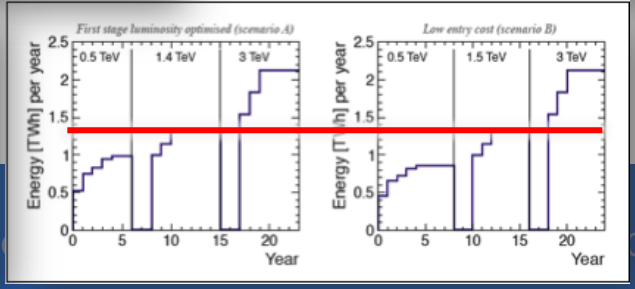 First stage luminosity optimised (scenario A)
0.5 TeV 1.4 TeV 3 TeV
Energy [TWh] per year
2.5
2
1.5
1
0.5
0
0 5 10 15 20
Year
Low entry cost (scenario B)
0.5 TeV 1.5 TeV 3 TeV
Energy [TWh] per year
2.5
2
1.5
1
0.5
0
0 5 10 15 20
Year